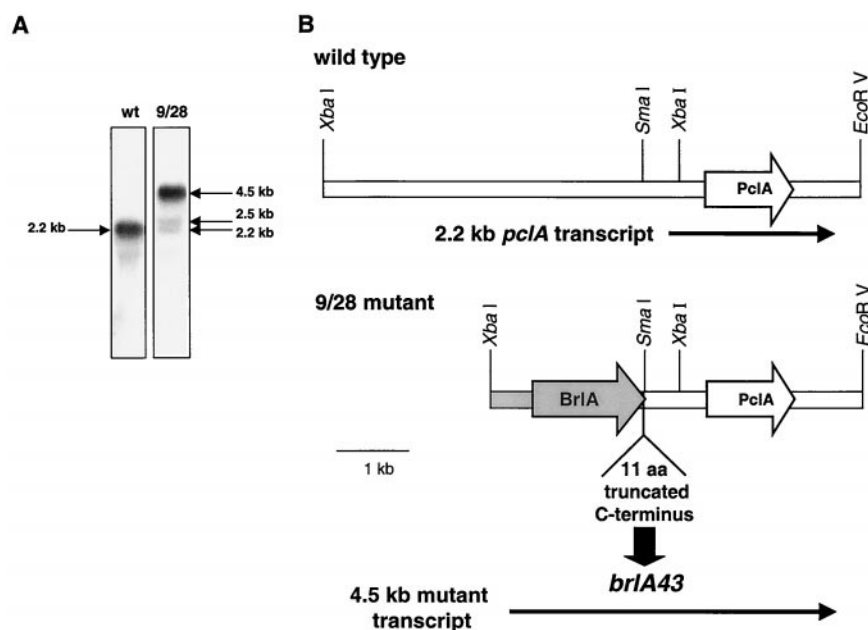 A
wt
9/28
2.2 kb
4.5 kb
2.5 kb
2.2 kb
B
wild type
Xba I
Sma I
Xba I
EcoR V
PclA
2.2 kb pclA transcript
9/28 mutant
Xba I
Sma I
Xba I
EcoR V
BrlA
PclA
1 kb
11 aa
truncated
C-terminus
brlA43
4.5 kb mutant
transcript